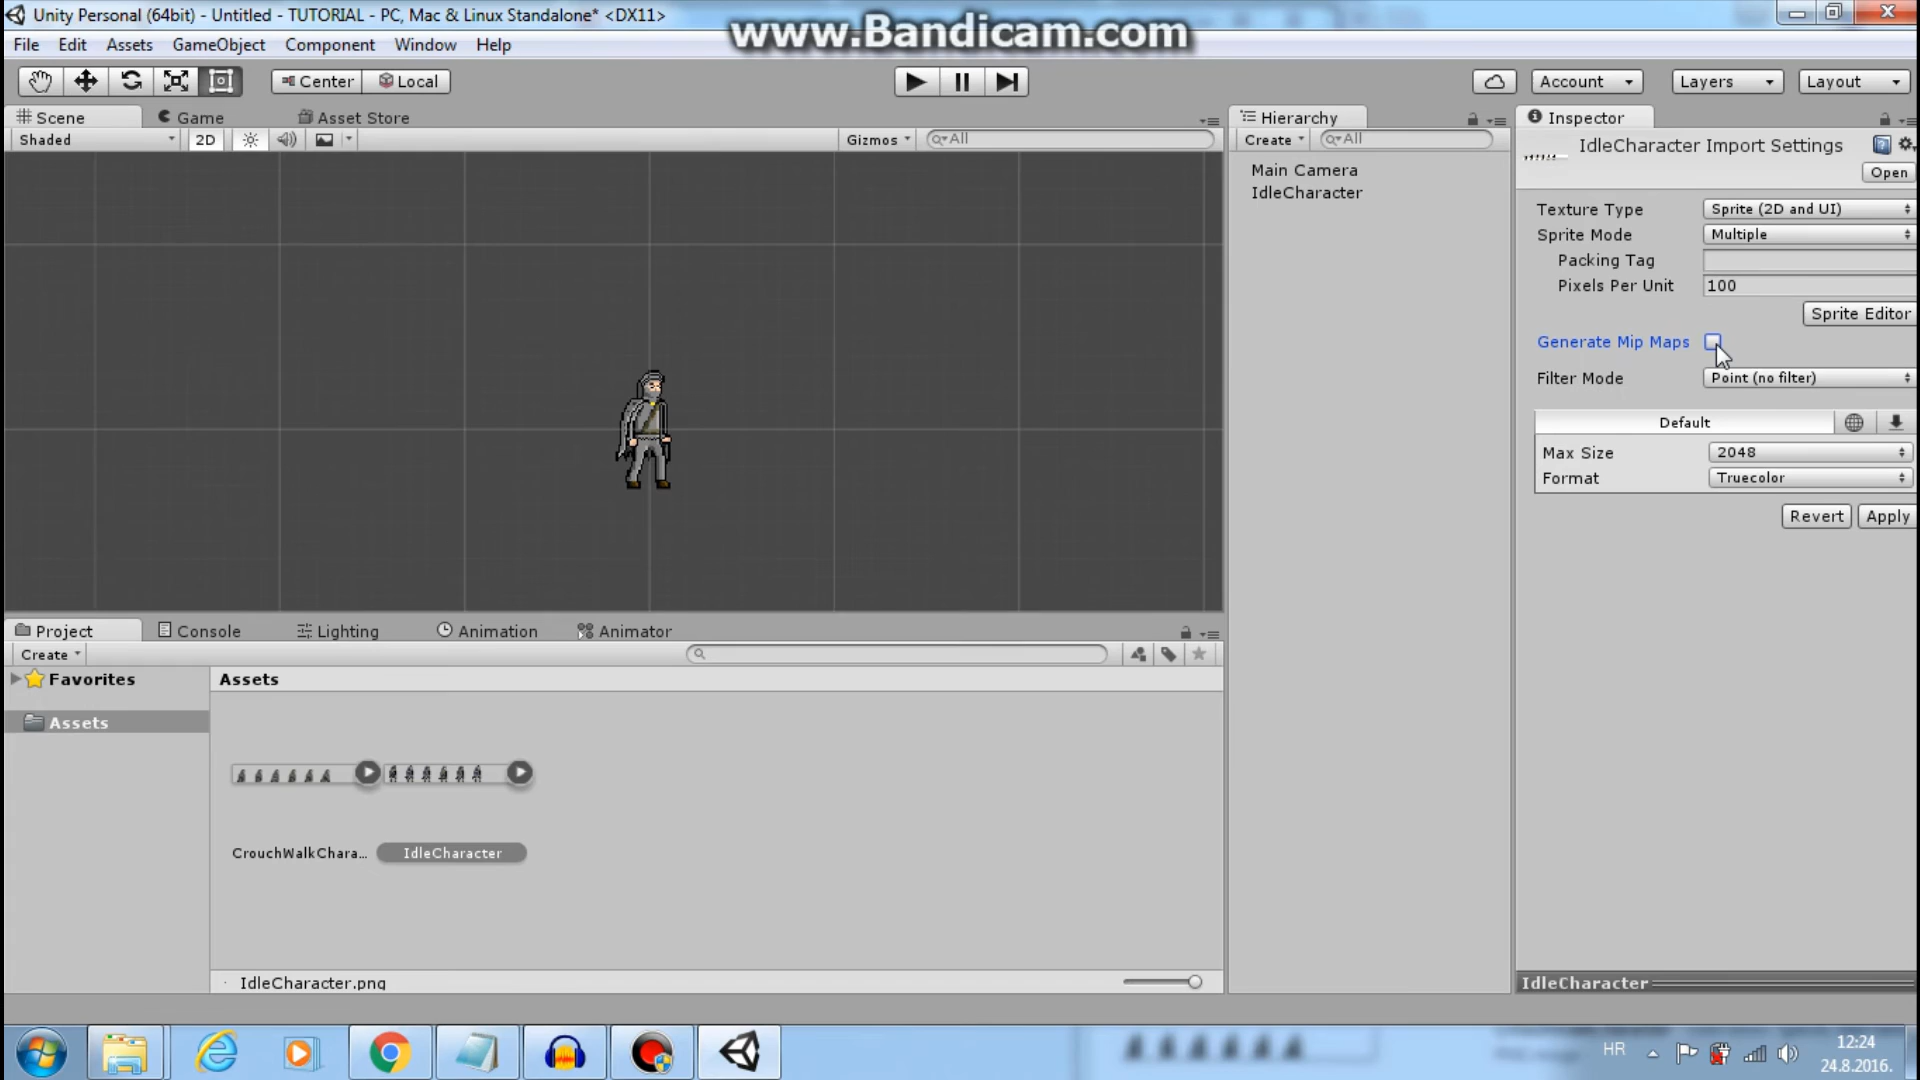 Unity Personal (64bit) - Untitled - TUTORIAL - PC, Mac & Linux Standalone* <DX11>
www.Bandicam.com
File Edit Assets GameObject Component Window Help
Center Local
Account Layers Layout
Scene Game Asset Store
Shaded 2D Gizmos All
Hierarchy
Create All
Main Camera
IdleCharacter
Inspector
IdleCharacter Import Settings
Open
Texture Type Sprite (2D and UI)
Sprite Mode Multiple
Packing Tag
Pixels Per Unit 100
Sprite Editor
Generate Mip Maps
Filter Mode Point (no filter)
Default
Max Size 2048
Format Truecolor
Revert Apply
Project Console Lighting Animation Animator
Create
Favorites
Assets
Assets
CrouchWalkChara... IdleCharacter
IdleCharacter.png
IdleCharacter
HR
12:24
24.8.2016.